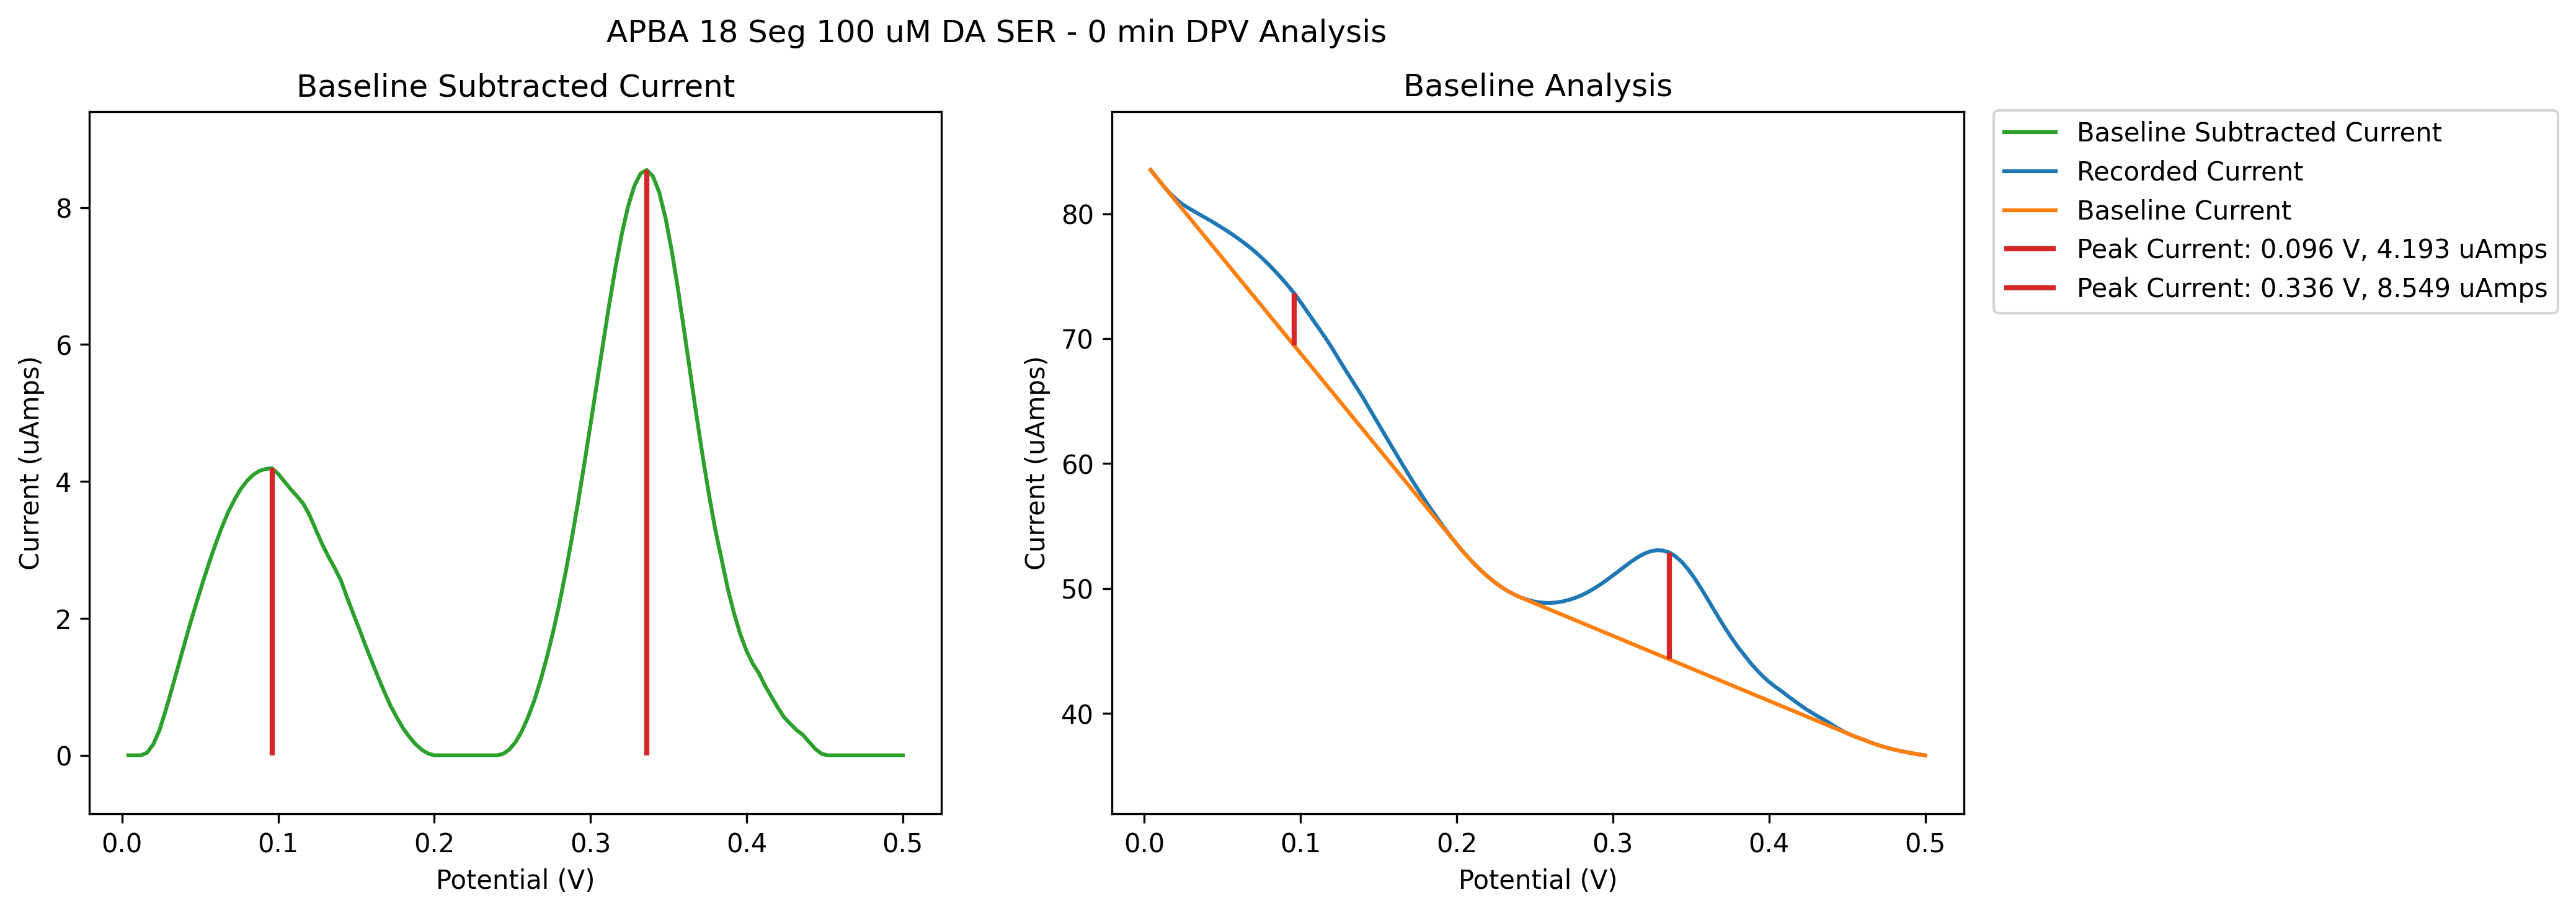 APBA 18 Seg 100 uM DA SER - 0 min DPV Analysis
Baseline Subtracted Current
Current (uAmps)
8
6
4
2
0
0.0 0.1 0.2 0.3 0.4 0.5
Potential (V)
Baseline Analysis
Current (uAmps)
80
70
60
50
40
0.0 0.1 0.2 0.3 0.4 0.5
Potential (V)
Baseline Subtracted Current
Recorded Current
Baseline Current
Peak Current: 0.096 V, 4.193 uAmps
Peak Current: 0.336 V, 8.549 uAmps